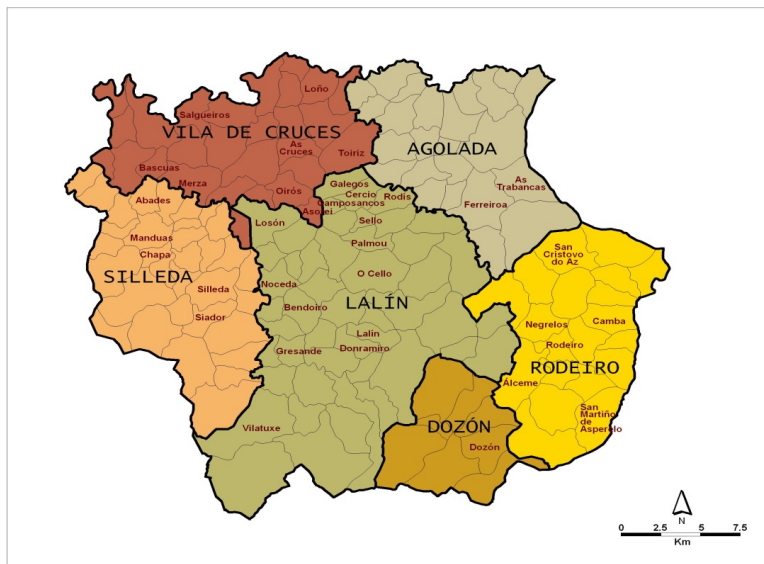 Loño
Salgueiros
VILA DE CRUCES
As
Cruces
Toiriz
AGOLADA
Bascuas
Merza
Oirós
Galegos
Cercio
Camposancos
Rodis
Asorei
As
Trabancas
Ferreiroa
Abades
Losón
Sello
Manduas
Chapa
Palmou
San
Cristovo
do Az
SILLEDA
Silleda
Noceda
O Cello
LALÍN
Siador
Bendoiro
Lalín
Donramiro
Gresande
Negrelos
Camba
Rodeiro
RODEIRO
Álceme
San
Martiño
de
Asperelo
Vilatuxe
DOZÓN
Dozón
N
0 2.5 5 7.5
Km